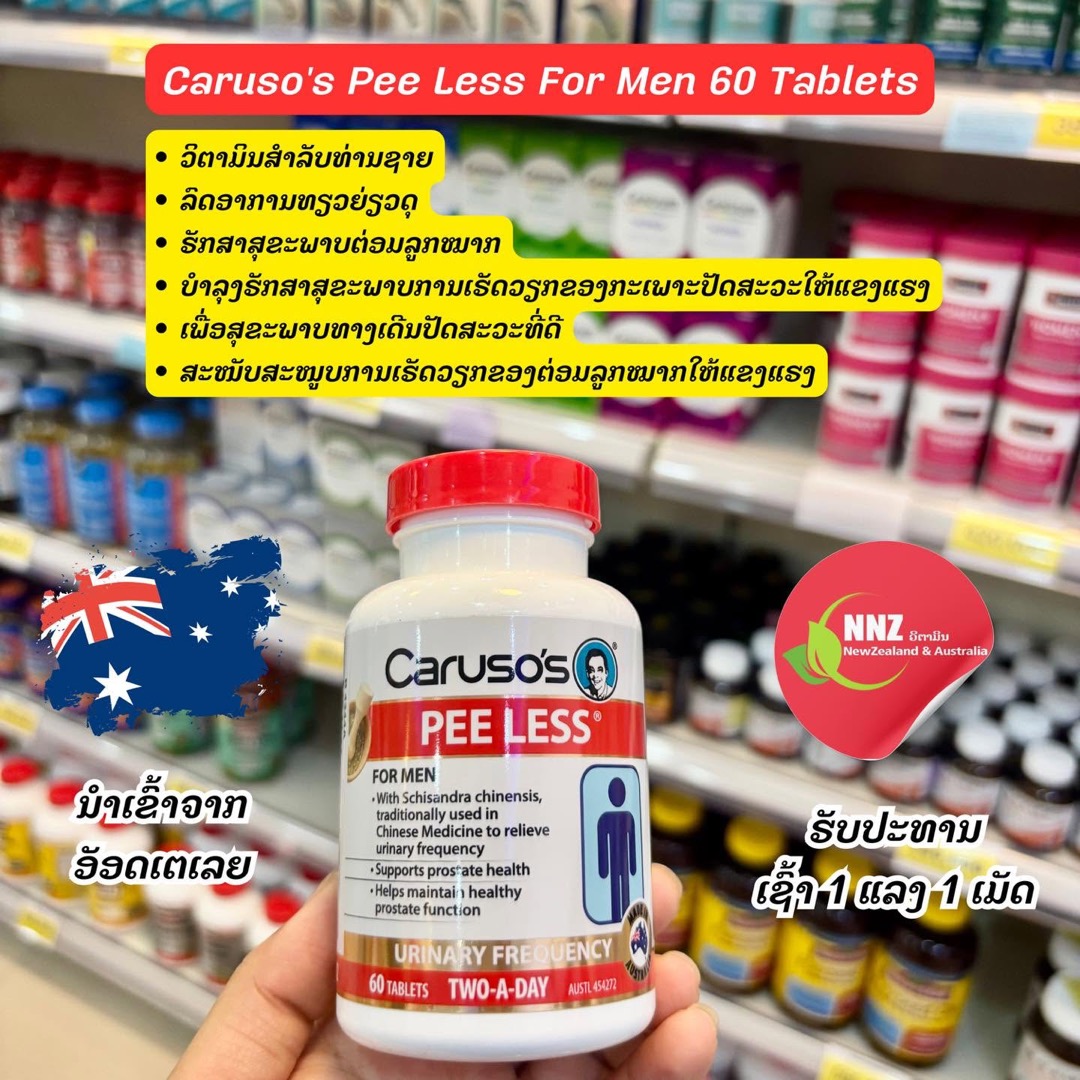 Caruso's Pee Less For Men 60 Tablets
• ວິຕາມິນສຳລັບທ່ານຊາຍ
• ລົດອາການທຽວຍ່ຽວດຸ
• ຮັກສາສຸຂະພາບຕ່ອມລູກໝາກ
• ບຳລຸງຮັກສາສຸຂະພາບການເຮັດວຽກຂອງກະເພາະປັດສະວະໃຫ້ແຂງແຮງ
• ເພື່ອສຸຂະພາບທາງເດີນປັດສະວະທີ່ດີ
• ສະໜັບສະໜູບການເຮັດວຽກຂອງຕ່ອມລູກໝາກໃຫ້ແຂງແຮງ
NNZ ວິຕາມິນ
NewZealand & Australia
ນຳເຂົ້າຈາກ
ອັອດເຕເລຍ
Caruso's
PEE LESS®
FOR MEN
• With Schisandra chinensis,
traditionally used in
Chinese Medicine to relieve
urinary frequency
• Supports prostate health
• Helps maintain healthy
prostate function
MADE IN
AUSTRALIA
URINARY FREQUENCY
60 TABLETS TWO-A-DAY AUSTL 454272
ຮັບປະທານ
ເຊົ້າ 1 ແລງ 1 ເມັດ